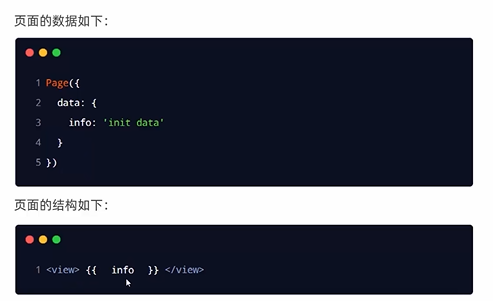 页面的数据如下：
1 Page({
2   data: {
3     info: 'init data'
4   }
5 })
页面的结构如下：
1 <view> {{  info  }} </view>